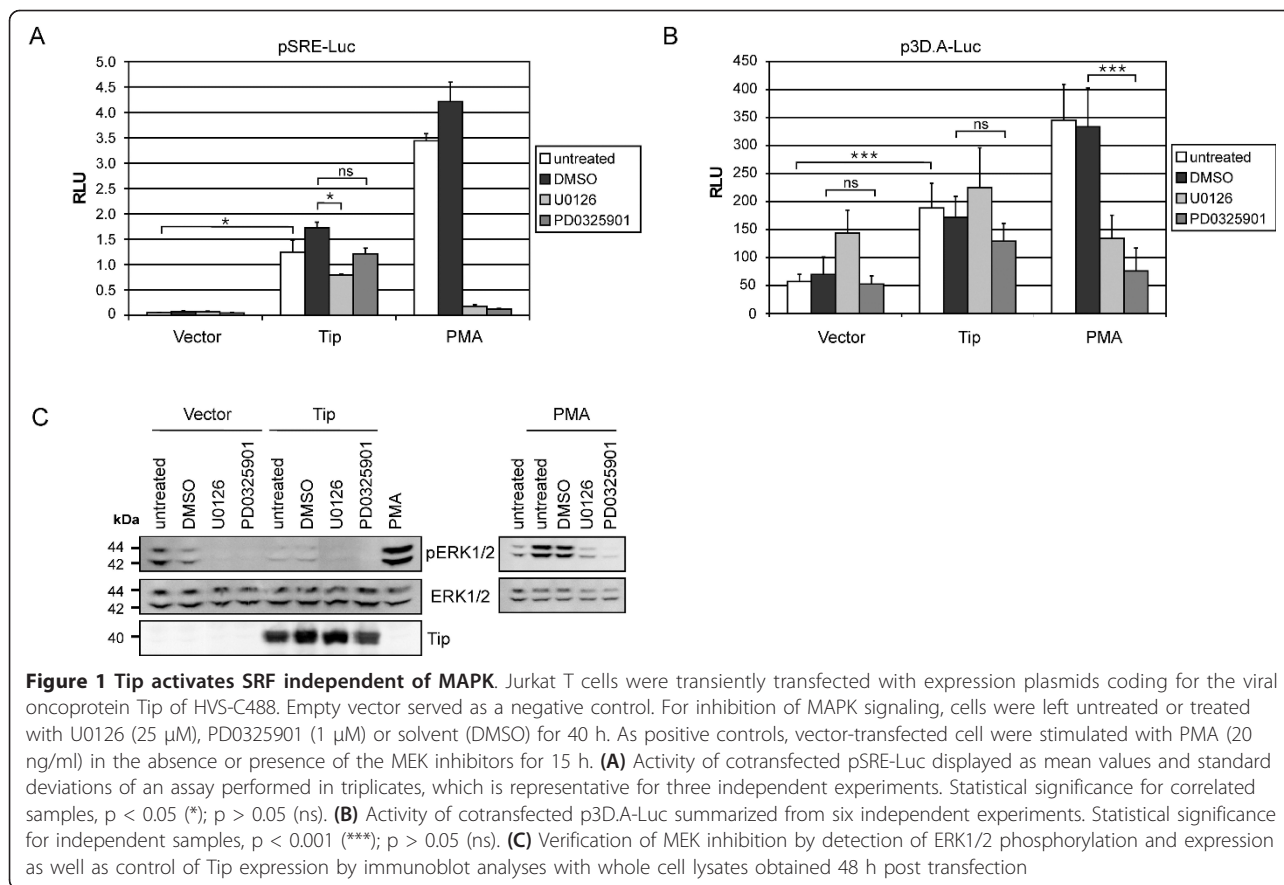 A
pSRE-Luc
5.0
4.5
4.0
3.5
3.0
2.5
2.0
1.5
1.0
0.5
0
RLU
*
ns
*
Vector
Tip
PMA
untreated
DMSO
U0126
PD0325901
B
p3D.A-Luc
450
400
350
300
250
200
150
100
50
0
RLU
ns
***
ns
***
Vector
Tip
PMA
untreated
DMSO
U0126
PD0325901
C
Vector
Tip
PMA
kDa
untreated
DMSO
U0126
PD0325901
untreated
DMSO
U0126
PD0325901
PMA
untreated
untreated
DMSO
U0126
PD0325901
44
42
pERK1/2
44
42
ERK1/2
40
Tip
Figure 1 Tip activates SRF independent of MAPK. Jurkat T cells were transiently transfected with expression plasmids coding for the viral
oncoprotein Tip of HVS-C488. Empty vector served as a negative control. For inhibition of MAPK signaling, cells were left untreated or treated
with U0126 (25 μM), PD0325901 (1 μM) or solvent (DMSO) for 40 h. As positive controls, vector-transfected cell were stimulated with PMA (20
ng/ml) in the absence or presence of the MEK inhibitors for 15 h. (A) Activity of cotransfected pSRE-Luc displayed as mean values and standard
deviations of an assay performed in triplicates, which is representative for three independent experiments. Statistical significance for correlated
samples, p < 0.05 (*); p > 0.05 (ns). (B) Activity of cotransfected p3D.A-Luc summarized from six independent experiments. Statistical significance
for independent samples, p < 0.001 (***); p > 0.05 (ns). (C) Verification of MEK inhibition by detection of ERK1/2 phosphorylation and expression
as well as control of Tip expression by immunoblot analyses with whole cell lysates obtained 48 h post transfection